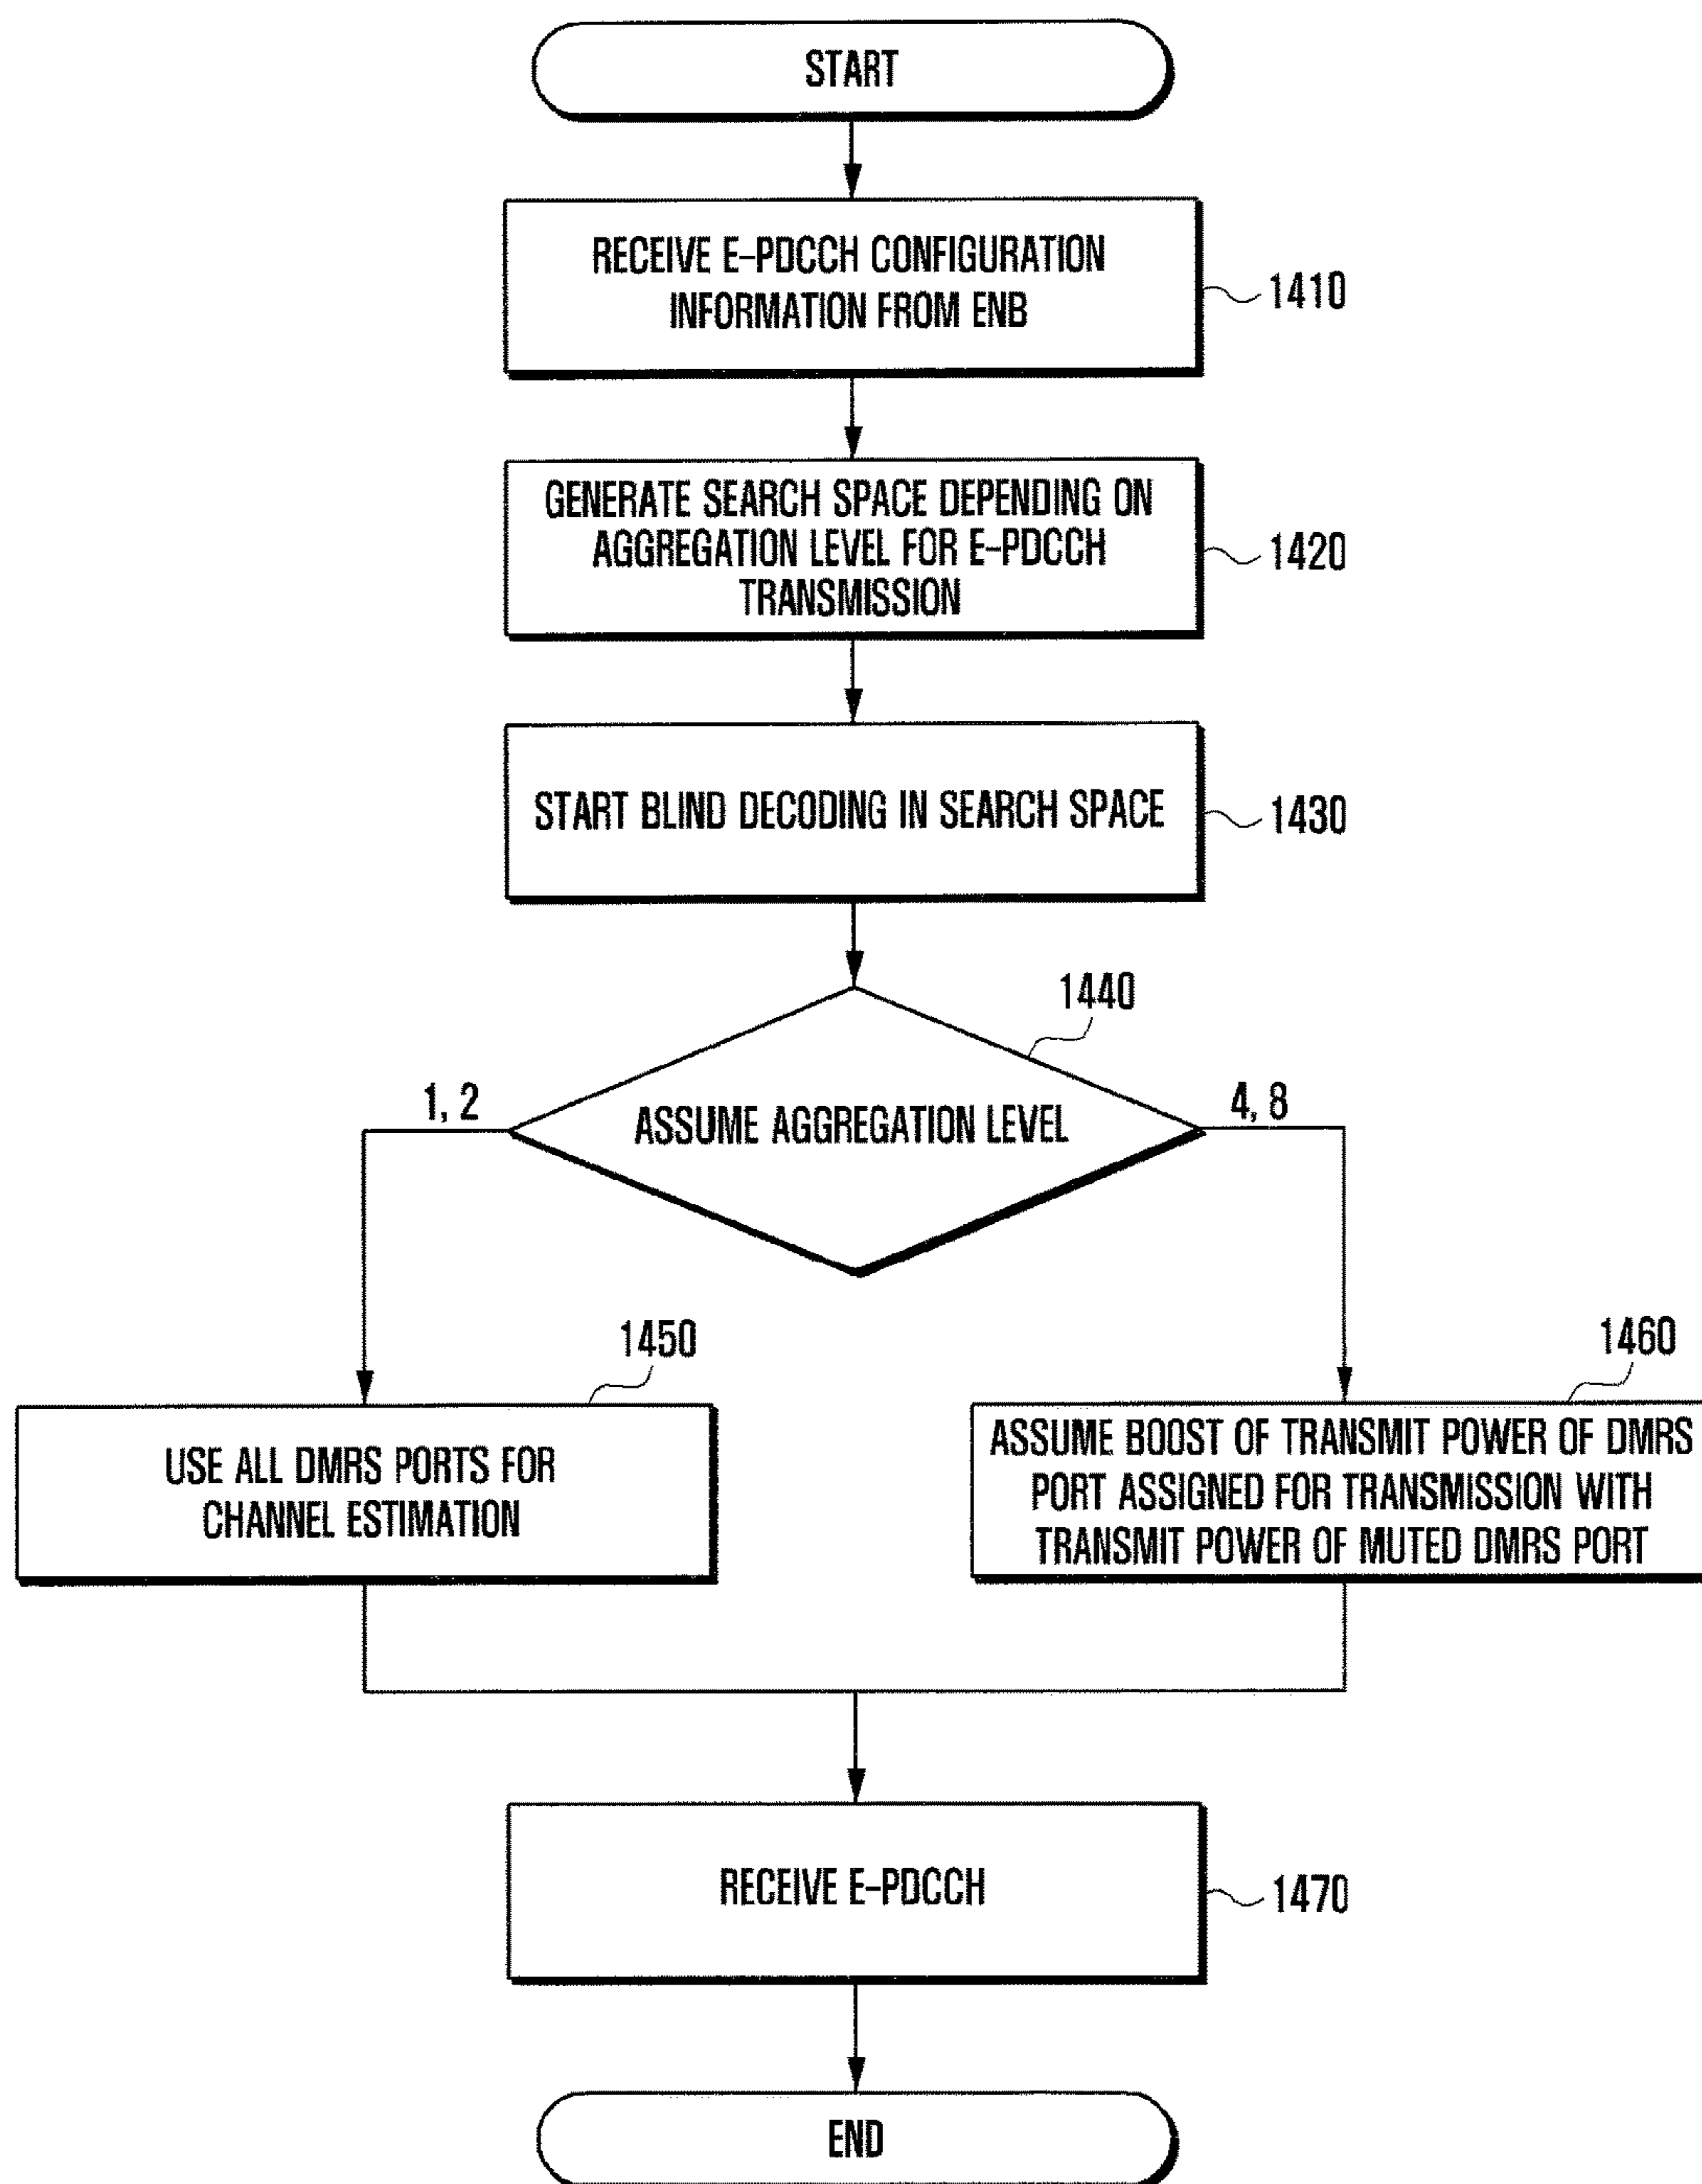 START
RECEIVE E-PDCCH CONFIGURATION
INFORMATION FROM ENB
1410
GENERATE SEARCH SPACE DEPENDING ON
AGGREGATION LEVEL FOR E-PDCCH
TRANSMISSION
1420
START BLIND DECODING IN SEARCH SPACE
1430
1440
ASSUME AGGREGATION LEVEL
1, 2
4, 8
1450
USE ALL DMRS PORTS FOR
CHANNEL ESTIMATION
1460
ASSUME BOOST OF TRANSMIT POWER OF DMRS
PORT ASSIGNED FOR TRANSMISSION WITH
TRANSMIT POWER OF MUTED DMRS PORT
RECEIVE E-PDCCH
1470
END